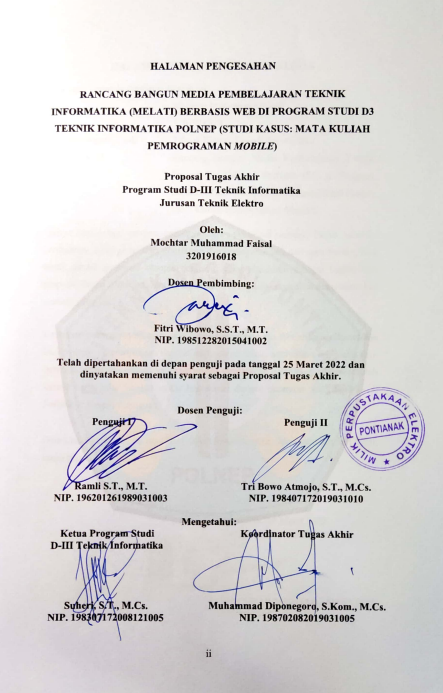 HALAMAN PENGESAHAN
RANCANG BANGUN MEDIA PEMBELAJARAN TEKNIK
INFORMATIKA (MELATI) BERBASIS WEB DI PROGRAM STUDI D3
TEKNIK INFORMATIKA POLNEP (STUDI KASUS: MATA KULIAH
PEMROGRAMAN MOBILE)
Proposal Tugas Akhir
Program Studi D-III Teknik Informatika
Jurusan Teknik Elektro
Oleh:
Mochtar Muhammad Faisal
3201916018
Dosen Pembimbing:
Fitri Wibowo, S.S.T., M.T.
NIP. 198512282015041002
Telah dipertahankan di depan penguji pada tanggal 25 Maret 2022 dan
dinyatakan memenuhi syarat sebagai Proposal Tugas Akhir.
Dosen Penguji:
Penguji I
Penguji II
MILIK PERPUSTAKAAN ELEKTRO
PONTIANAK
POLNEP
Ramli S.T., M.T.
NIP. 196201261989031003
Tri Bowo Atmojo, S.T., M.Cs.
NIP. 198407172019031010
Mengetahui:
Ketua Program Studi
D-III Teknik Informatika
Koordinator Tugas Akhir
Suheri, S.T., M.Cs.
NIP. 198307172008121005
Muhammad Diponegoro, S.Kom., M.Cs.
NIP. 198702082019031005
ii